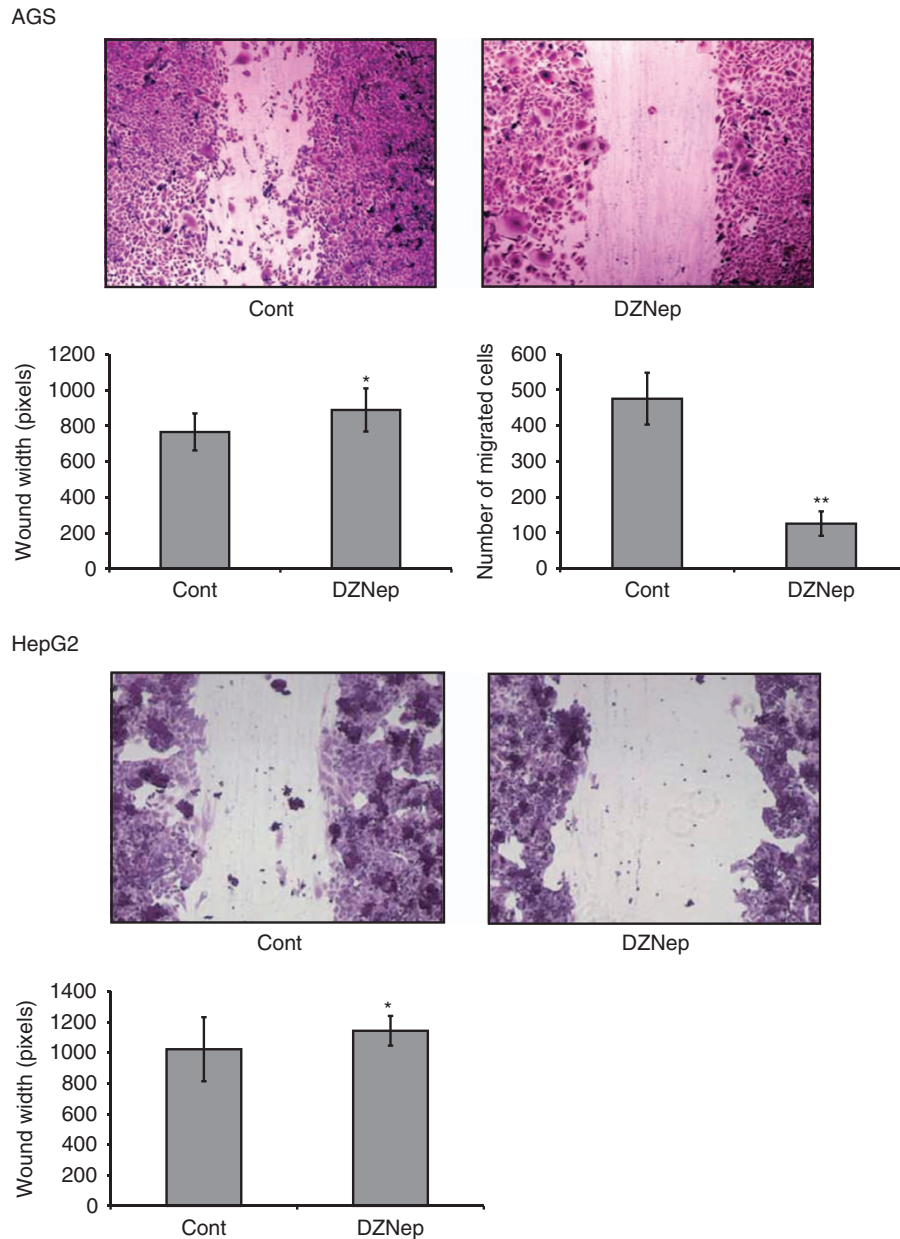 AGS
Cont
DZNep
Wound width (pixels)
1200
1000
800
600
400
200
0
*
Cont
DZNep
Number of migrated cells
600
500
400
300
200
100
0
**
Cont
DZNep
HepG2
Cont
DZNep
Wound width (pixels)
1400
1200
1000
800
600
400
200
0
*
Cont
DZNep